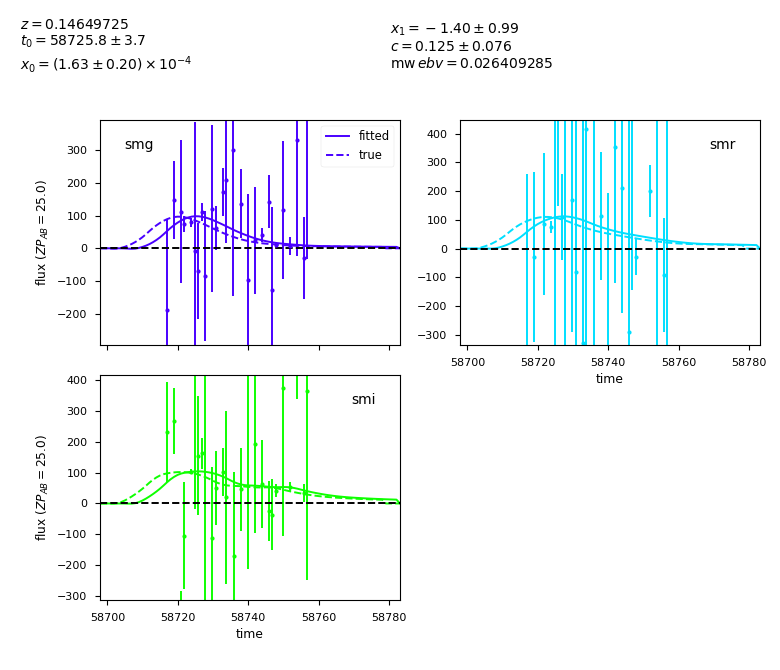 z = 0.14649725
t₀ = 58725.8 ± 3.7
x₀ = (1.63 ± 0.20) × 10⁻⁴
x₁ = −1.40 ± 0.99
c = 0.125 ± 0.076
mw ebv = 0.026409285
smg
fitted
true
300
200
100
0
−100
−200
flux (ZP_AB = 25.0)
smr
400
300
200
100
0
−100
−200
−300
58700 58720 58740 58760 58780
time
smi
400
300
200
100
0
−100
−200
−300
flux (ZP_AB = 25.0)
58700 58720 58740 58760 58780
time